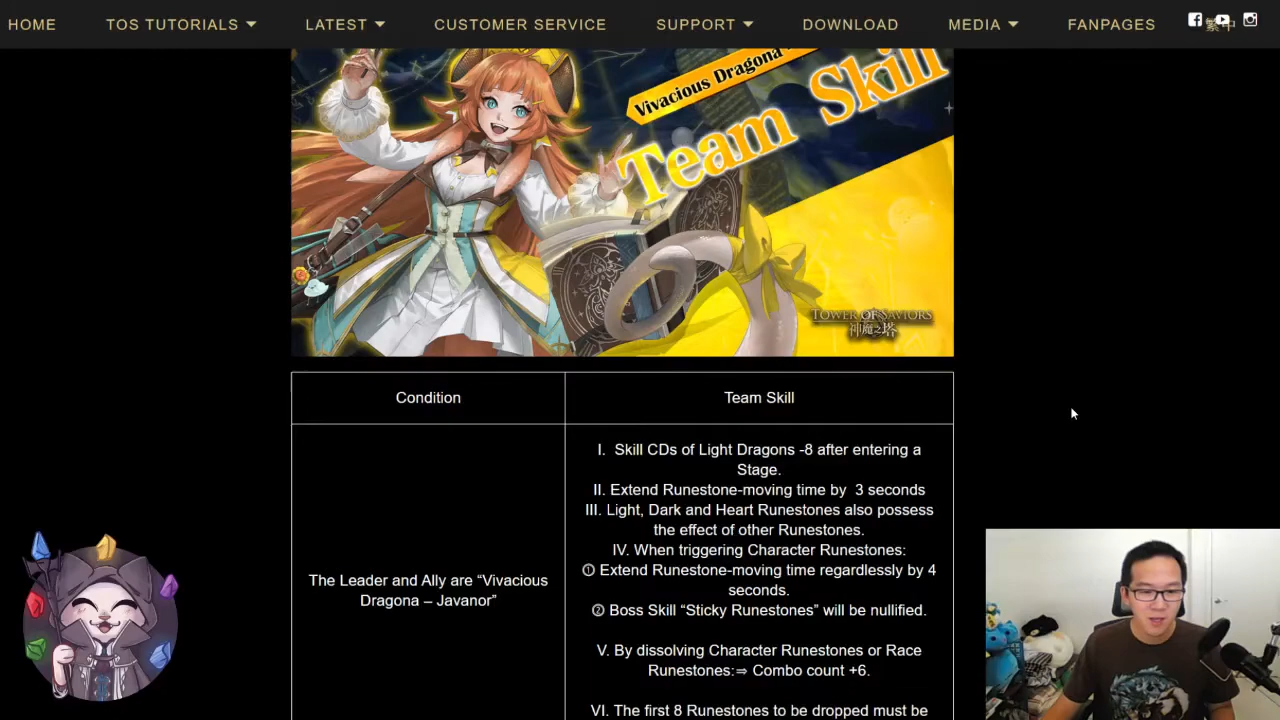 HOME TOS TUTORIALS LATEST CUSTOMER SERVICE SUPPORT DOWNLOAD MEDIA FANPAGES 繁中
Vivacious Dragona
Team Skill
TOWER OF SAVIORS
神魔之塔
Condition
Team Skill
The Leader and Ally are “Vivacious
Dragona – Javanor”
I. Skill CDs of Light Dragons -8 after entering a
Stage.
II. Extend Runestone-moving time by 3 seconds
III. Light, Dark and Heart Runestones also possess
the effect of other Runestones.
IV. When triggering Character Runestones:
① Extend Runestone-moving time regardlessly by 4
seconds.
② Boss Skill “Sticky Runestones” will be nullified.
V. By dissolving Character Runestones or Race
Runestones:⇒ Combo count +6.
VI. The first 8 Runestones to be dropped must be